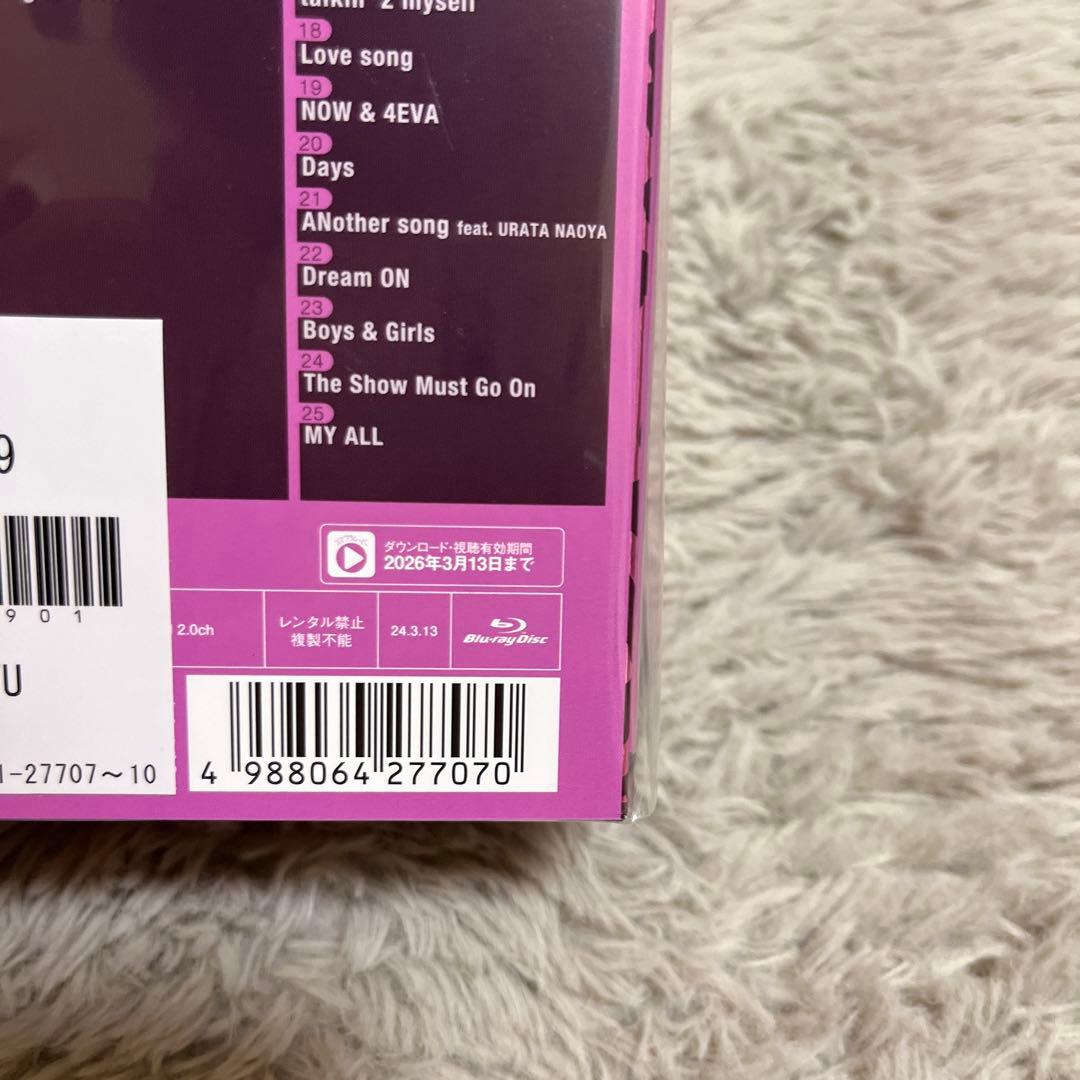 talkin' 2 myself
18
Love song
19
NOW & 4EVA
20
Days
21
ANother song feat. URATA NAOYA
22
Dream ON
23
Boys & Girls
24
The Show Must Go On
25
MY ALL
9
901
U
1-27707～10
ダウンロード・視聴有効期間
2026年3月13日まで
2.0ch
レンタル禁止
複製不能
24.3.13
Blu-ray Disc
4 988064 277070